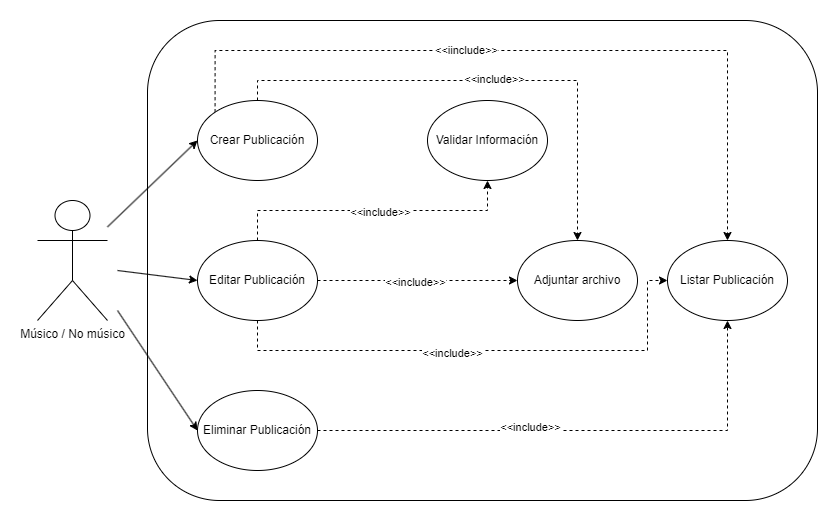 <<iinclude>>
<<include>>
Crear Publicación
Validar Información
<<include>>
Editar Publicación
<<include>>
Adjuntar archivo
Listar Publicación
Músico / No músico
<<include>>
Eliminar Publicación
<<include>>